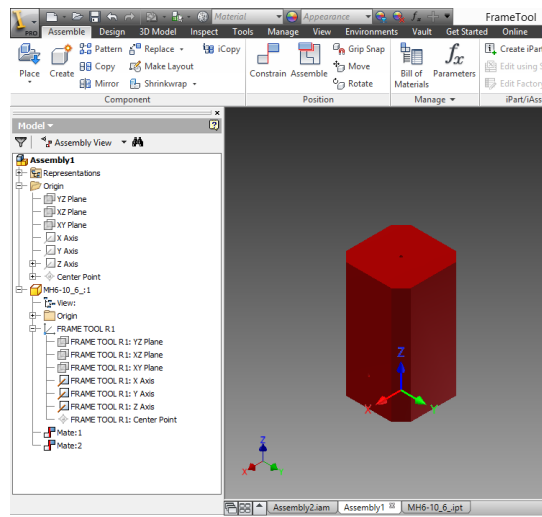 Material
Appearance
FrameTool
PRO
Assemble Design 3D Model Inspect Tools Manage View Environments Vault Get Started Online
Place
Create
Pattern
Copy
Mirror
Replace
Make Layout
Shrinkwrap
iCopy
Component
Constrain
Assemble
Grip Snap
Move
Rotate
Position
Bill of
Materials
fx
Parameters
Manage
Create iPar
Edit using S
Edit Factory
iPart/iAss
Model
Assembly View
Assembly1
Representations
Origin
YZ Plane
XZ Plane
XY Plane
X Axis
Y Axis
Z Axis
Center Point
MH6-10_6_:1
View:
Origin
FRAME TOOL R1
FRAME TOOL R1: YZ Plane
FRAME TOOL R1: XZ Plane
FRAME TOOL R1: XY Plane
FRAME TOOL R1: X Axis
FRAME TOOL R1: Y Axis
FRAME TOOL R1: Z Axis
FRAME TOOL R1: Center Point
Mate:1
Mate:2
Z
X
Y
Z
X
Assembly2.iam
Assembly1
MH6-10_6_.ipt